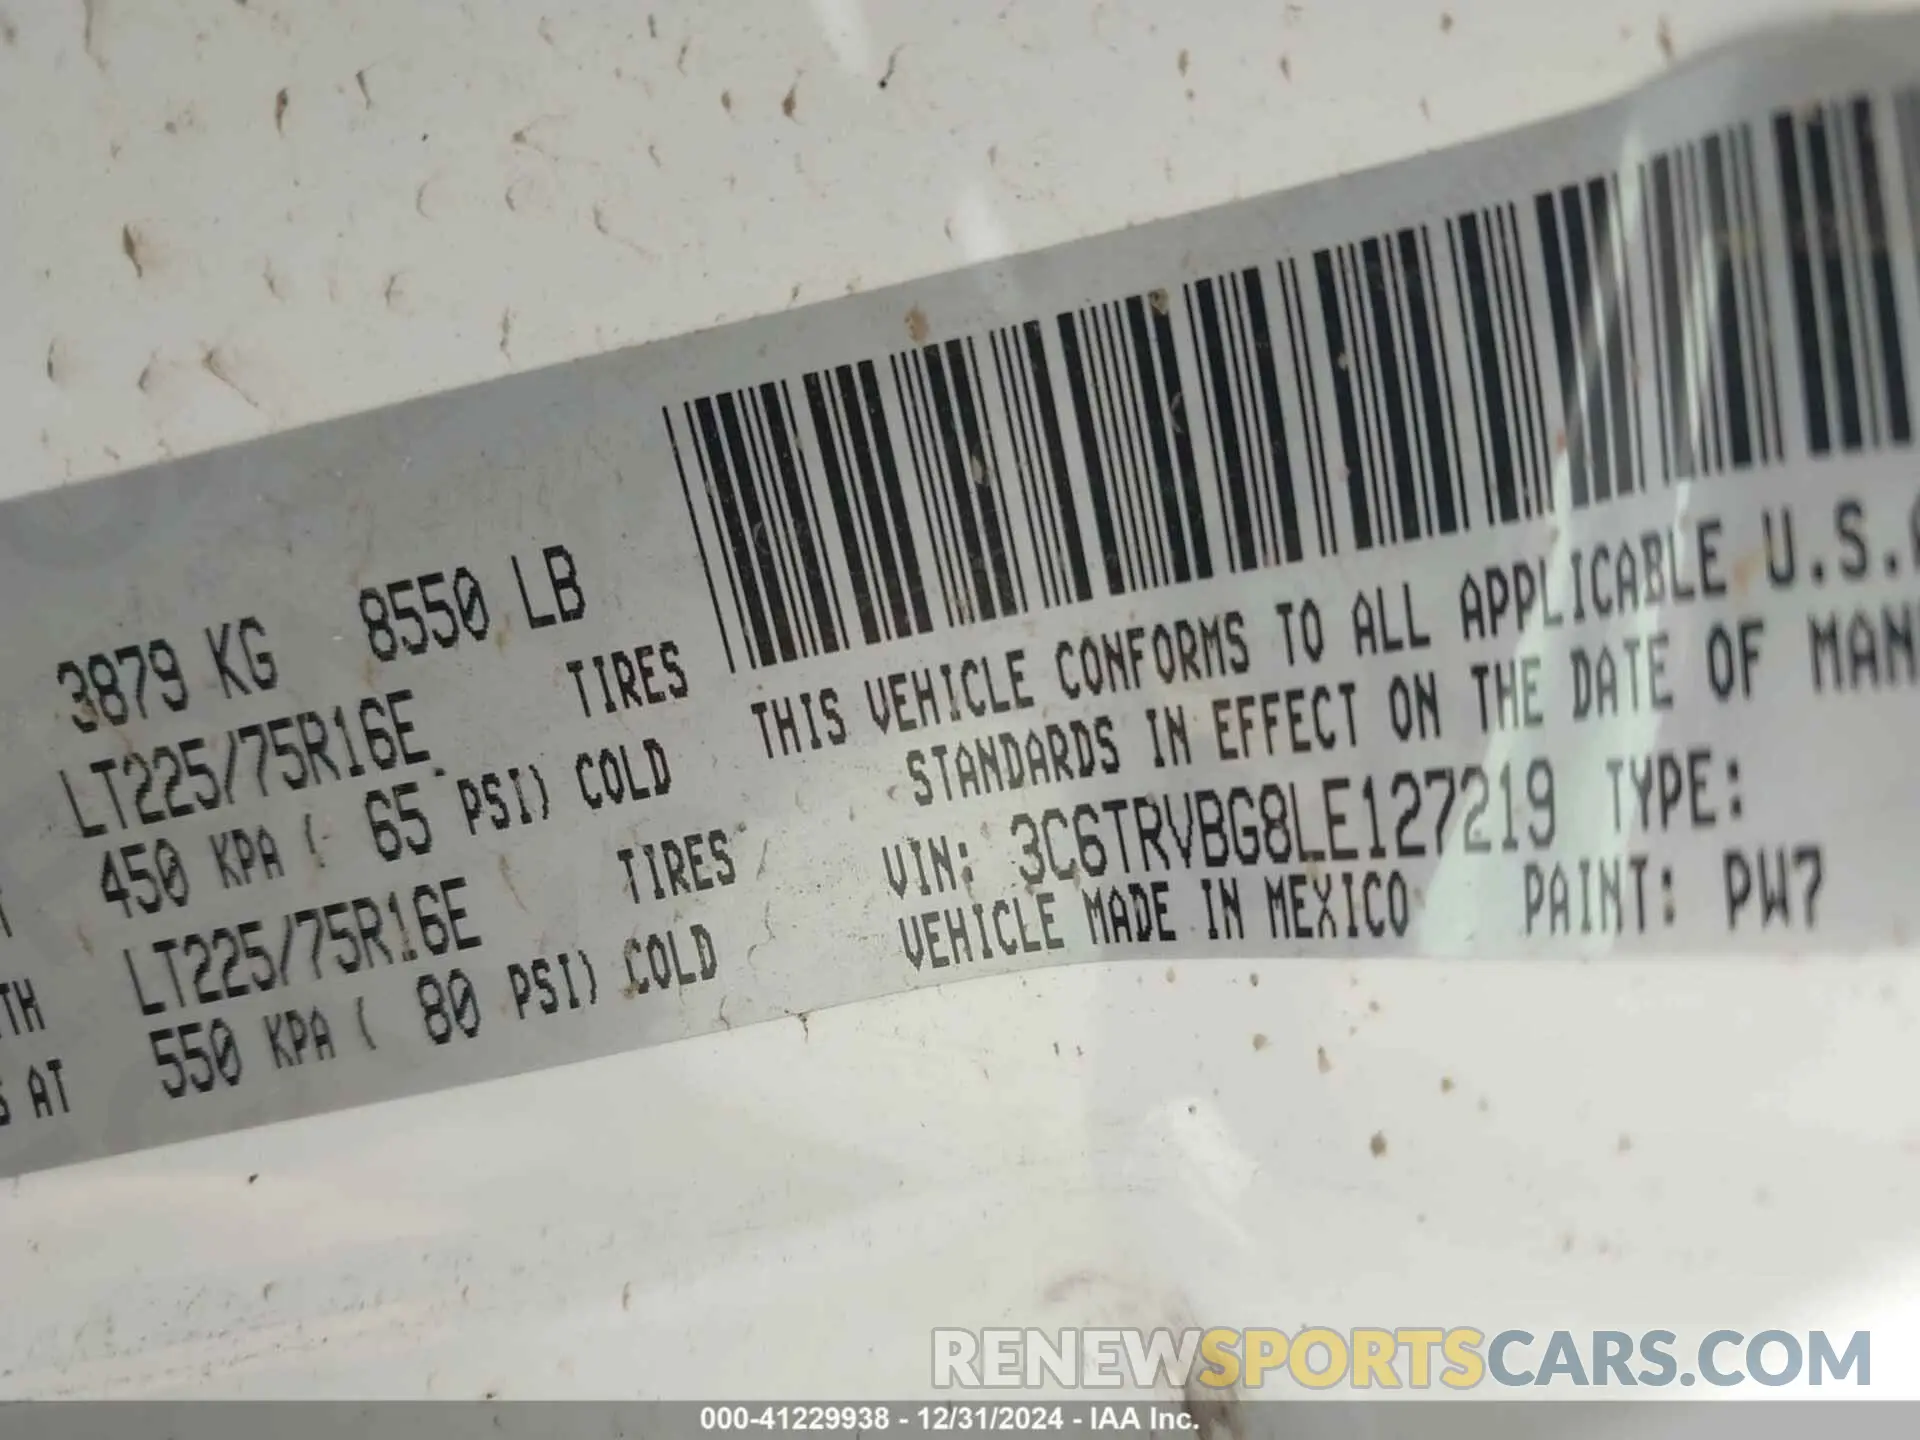 3879 KG 8550 LB
LT225/75R16E TIRES
450 KPA ( 65 PSI) COLD
TH LT225/75R16E TIRES
AT 550 KPA ( 80 PSI) COLD
THIS VEHICLE CONFORMS TO ALL APPLICABLE U.S.A
STANDARDS IN EFFECT ON THE DATE OF MAN
VIN: 3C6TRVBG8LE127219 TYPE:
VEHICLE MADE IN MEXICO PAINT: PW7
RENEWSPORTSCARS.COM
000-41229938 - 12/31/2024 - IAA Inc.